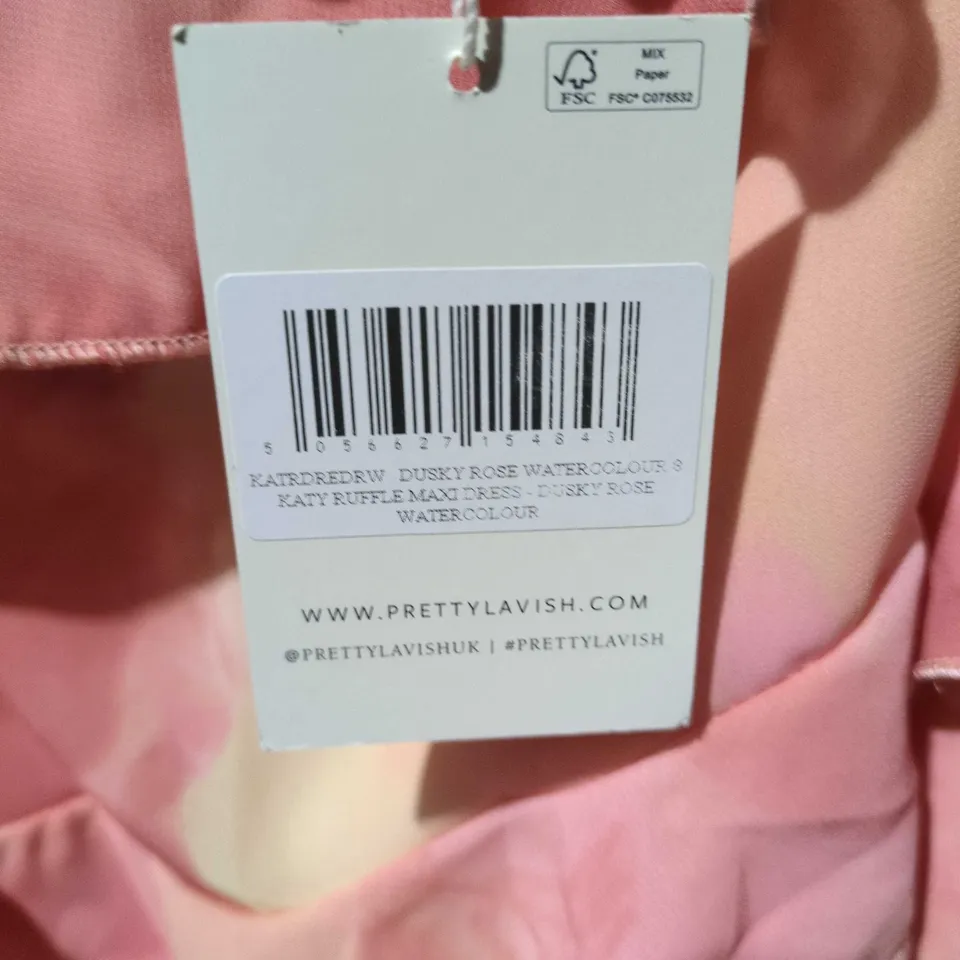 MIX
Paper
FSC FSC® C075532
5 056627 154843
KATRDREDRW DUSKY ROSE WATERCOLOUR 8
KATY RUFFLE MAXI DRESS - DUSKY ROSE
WATERCOLOUR
WWW.PRETTYLAVISH.COM
@PRETTYLAVISHUK | #PRETTYLAVISH